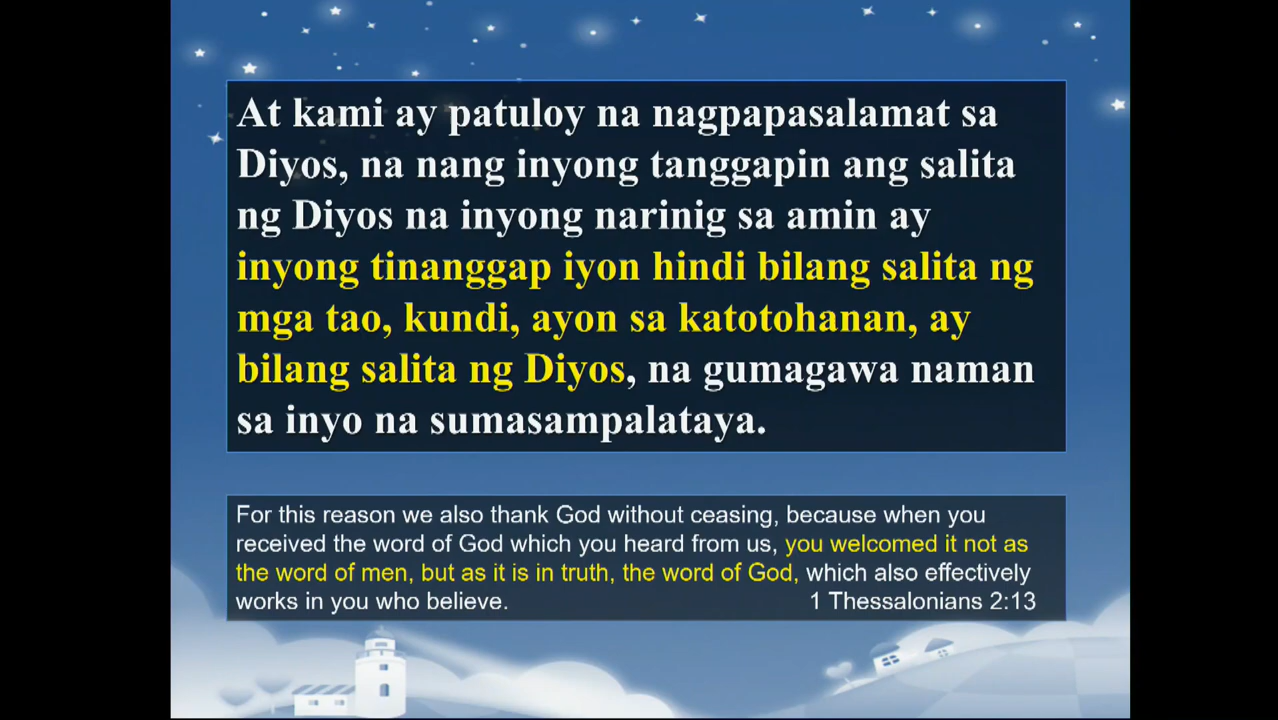 At kami ay patuloy na nagpapasalamat sa
Diyos, na nang inyong tanggapin ang salita
ng Diyos na inyong narinig sa amin ay
inyong tinanggap iyon hindi bilang salita ng
mga tao, kundi, ayon sa katotohanan, ay
bilang salita ng Diyos, na gumagawa naman
sa inyo na sumasampalataya.
For this reason we also thank God without ceasing, because when you
received the word of God which you heard from us, you welcomed it not as
the word of men, but as it is in truth, the word of God, which also effectively
works in you who believe. 1 Thessalonians 2:13